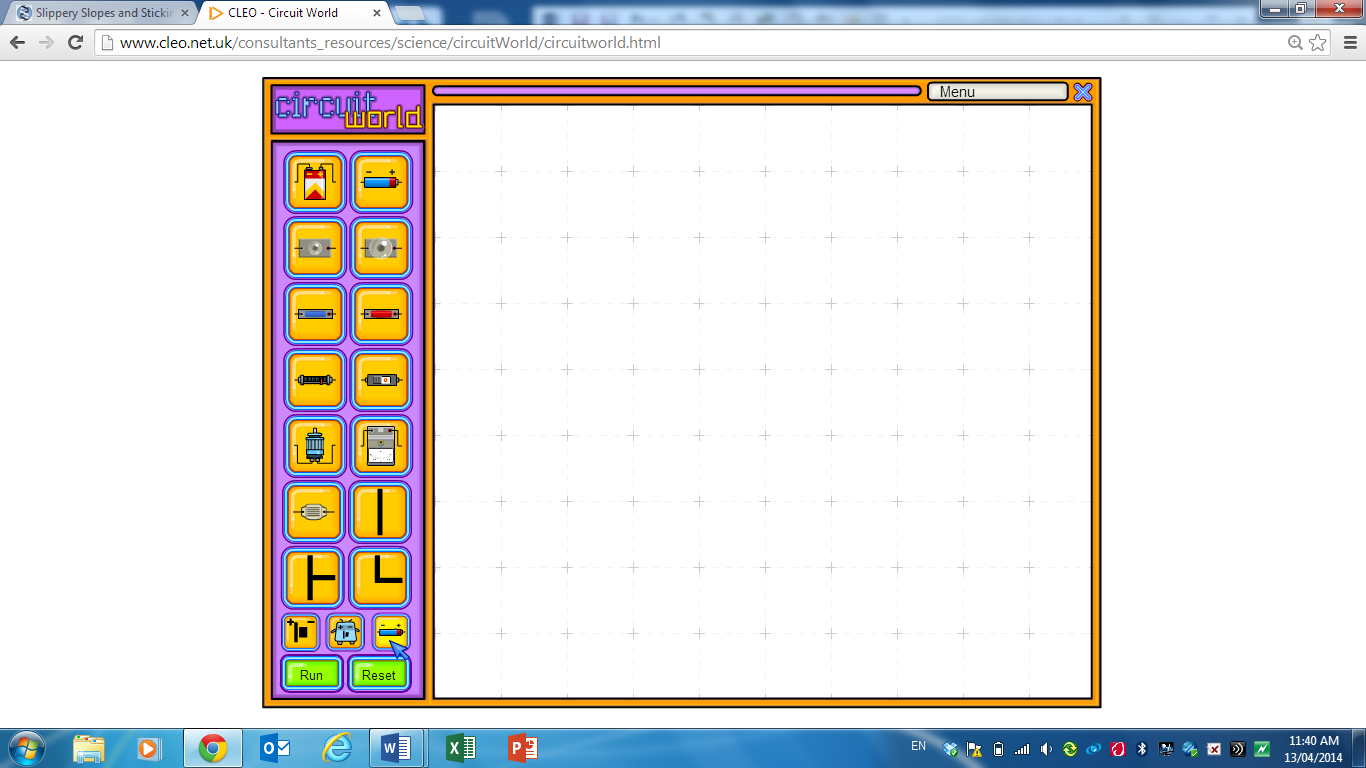 Slippery Slopes and Stickin
CLEO - Circuit World
www.cleo.net.uk/consultants_resources/science/circuitWorld/circuitworld.html
circuit
world
Menu
- +
+ -
- +
Run
Reset
EN
11:40 AM
13/04/2014